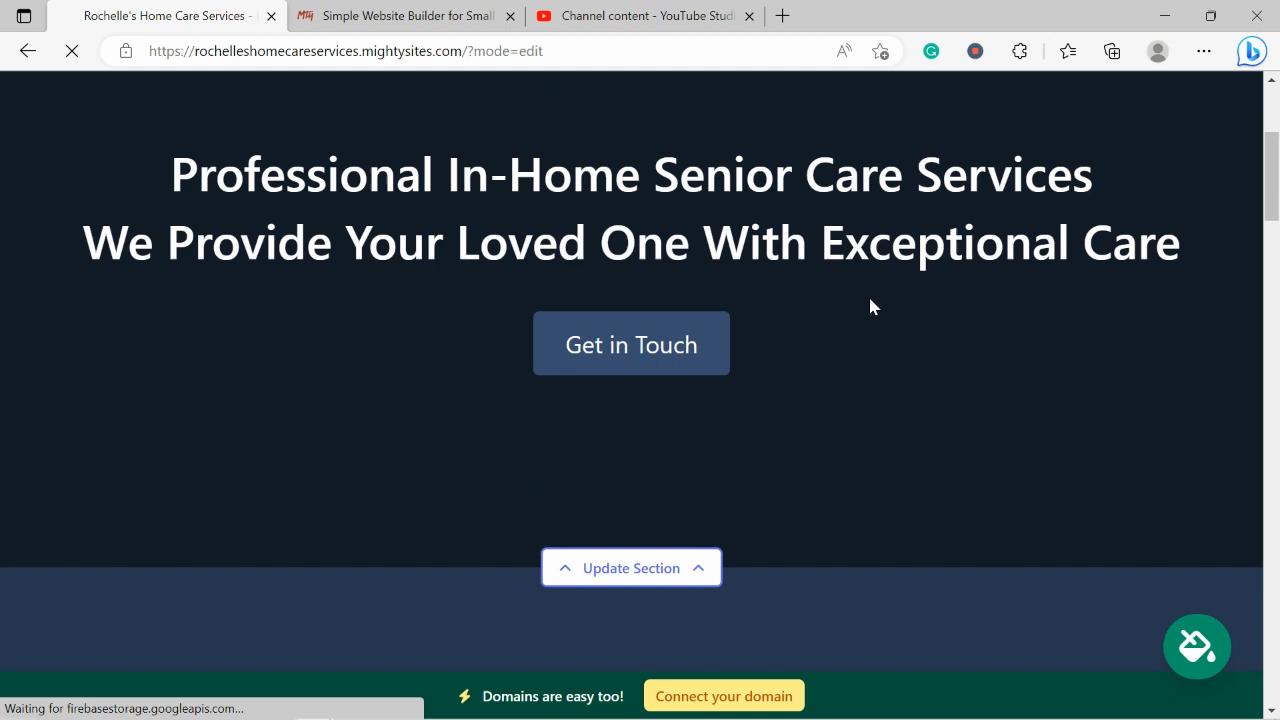 Rochelle's Home Care Services -
Simple Website Builder for Small
Channel content - YouTube Studi
https://rochelleshomecareservices.mightysites.com/?mode=edit
Professional In-Home Senior Care Services
We Provide Your Loved One With Exceptional Care
Get in Touch
Update Section
Domains are easy too!
Connect your domain
Waiting for firebasestorage.googleapis.com...